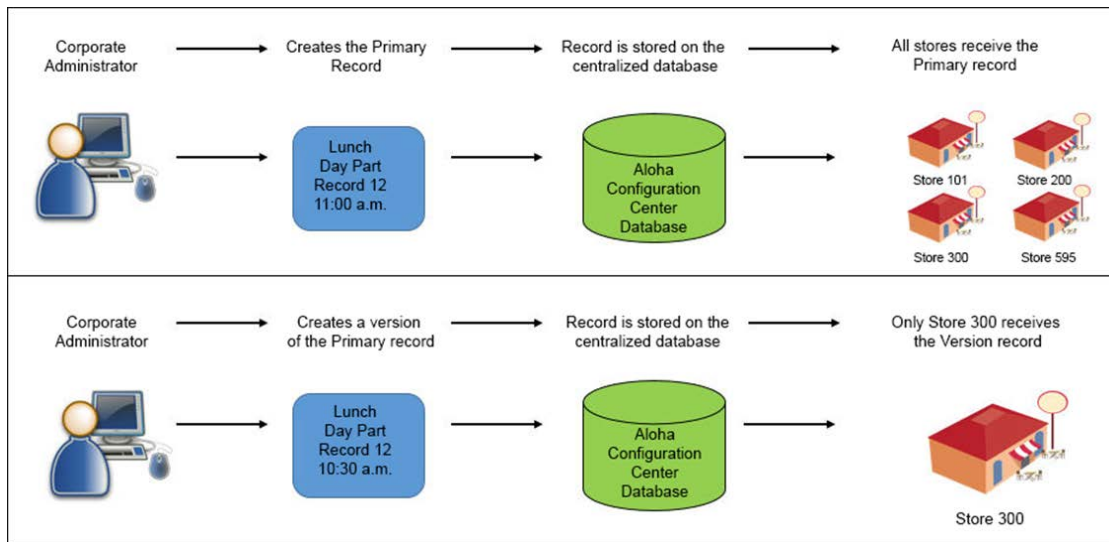 Corporate
Administrator
Creates the Primary
Record
Record is stored on the
centralized database
All stores receive the
Primary record
Lunch
Day Part
Record 12
11:00 a.m.
Aloha
Configuration
Center
Database
Store 101
Store 200
Store 300
Store 595
Corporate
Administrator
Creates a version
of the Primary record
Record is stored on the
centralized database
Only Store 300 receives
the Version record
Lunch
Day Part
Record 12
10:30 a.m.
Aloha
Configuration
Center
Database
Store 300